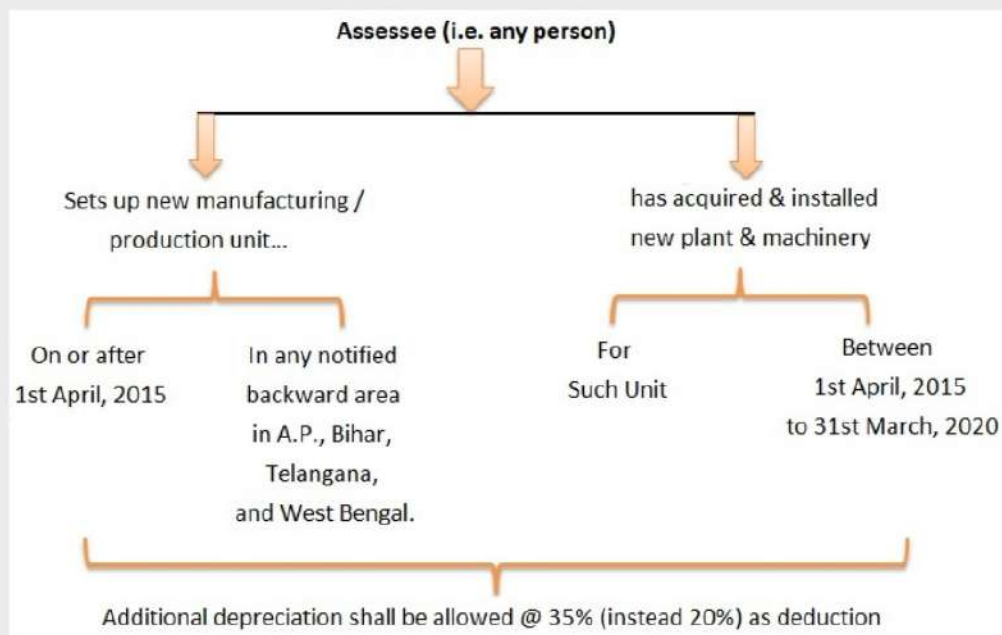 Assessee (i.e. any person)
Sets up new manufacturing /
production unit...
has acquired & installed
new plant & machinery
On or after
1st April, 2015
In any notified
backward area
in A.P., Bihar,
Telangana,
and West Bengal.
For
Such Unit
Between
1st April, 2015
to 31st March, 2020
Additional depreciation shall be allowed @ 35% (instead 20%) as deduction